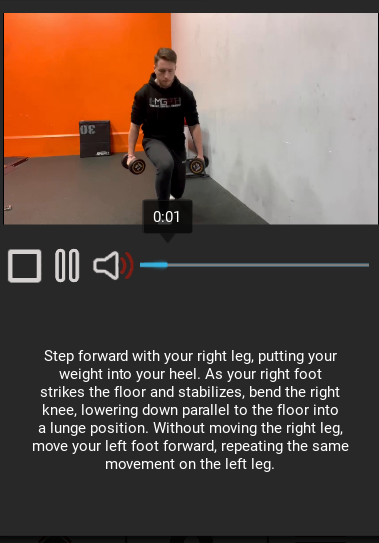 30
0:01
Step forward with your right leg, putting your
weight into your heel. As your right foot
strikes the floor and stabilizes, bend the right
knee, lowering down parallel to the floor into
a lunge position. Without moving the right leg,
move your left foot forward, repeating the same
movement on the left leg.